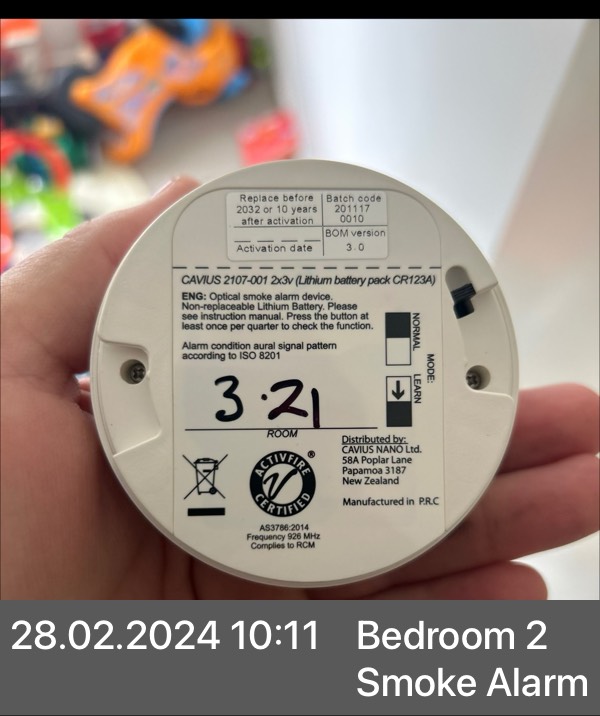 Replace before
2032 or 10 years
after activation
Activation date
Batch code
201117
0010
BOM version
3.0
CAVIUS 2107-001 2x3v (Lithium battery pack CR123A)
ENG: Optical smoke alarm device.
Non-replaceable Lithium Battery. Please
see instruction manual. Press the button at
least once per quarter to check the function.
Alarm condition aural signal pattern
according to ISO 8201
NORMAL
MODE:
LEARN
3.21
ROOM
ACTIVFIRE®
CERTIFIED
AS3786:2014
Frequency 926 MHz
Complies to RCM
Distributed by:
CAVIUS NANO Ltd.
58A Poplar Lane
Papamoa 3187
New Zealand
Manufactured in P.R.C
28.02.2024 10:11
Bedroom 2
Smoke Alarm